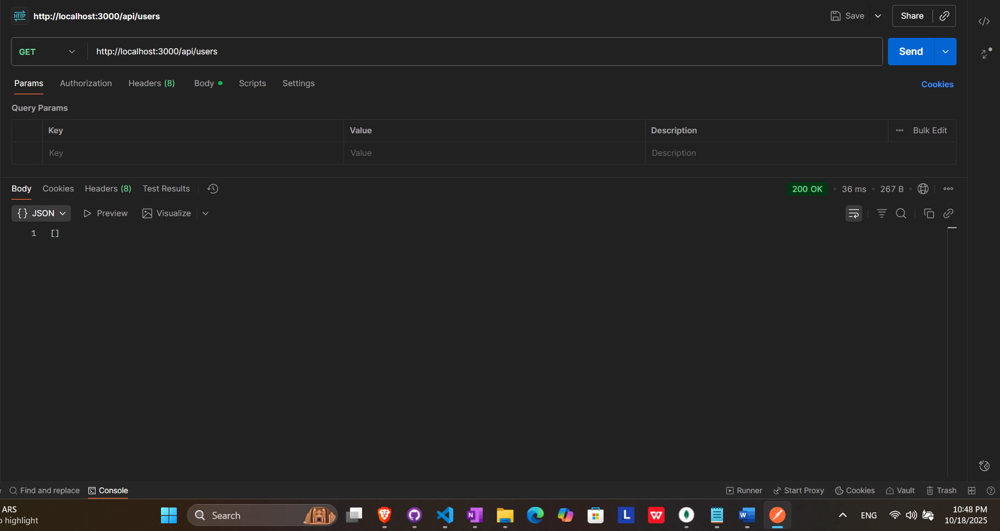 HTTP http://localhost:3000/api/users Save Share
GET http://localhost:3000/api/users Send
Params Authorization Headers (8) Body Scripts Settings Cookies
Query Params
Key Value Description Bulk Edit
Key Value Description
Body Cookies Headers (8) Test Results 200 OK 36 ms 267 B
{} JSON Preview Visualize
1 []
Find and replace Console Runner Start Proxy Cookies Vault Trash
ARS
highlight
Search
N L W W
ENG
10:48 PM
10/18/2025